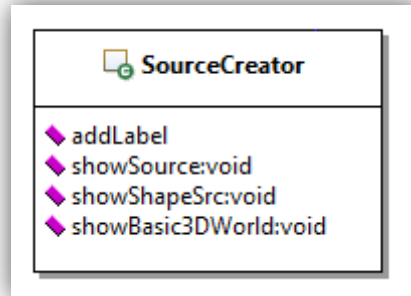 SourceCreator
addLabel
showSource:void
showShapeSrc:void
showBasic3DWorld:void